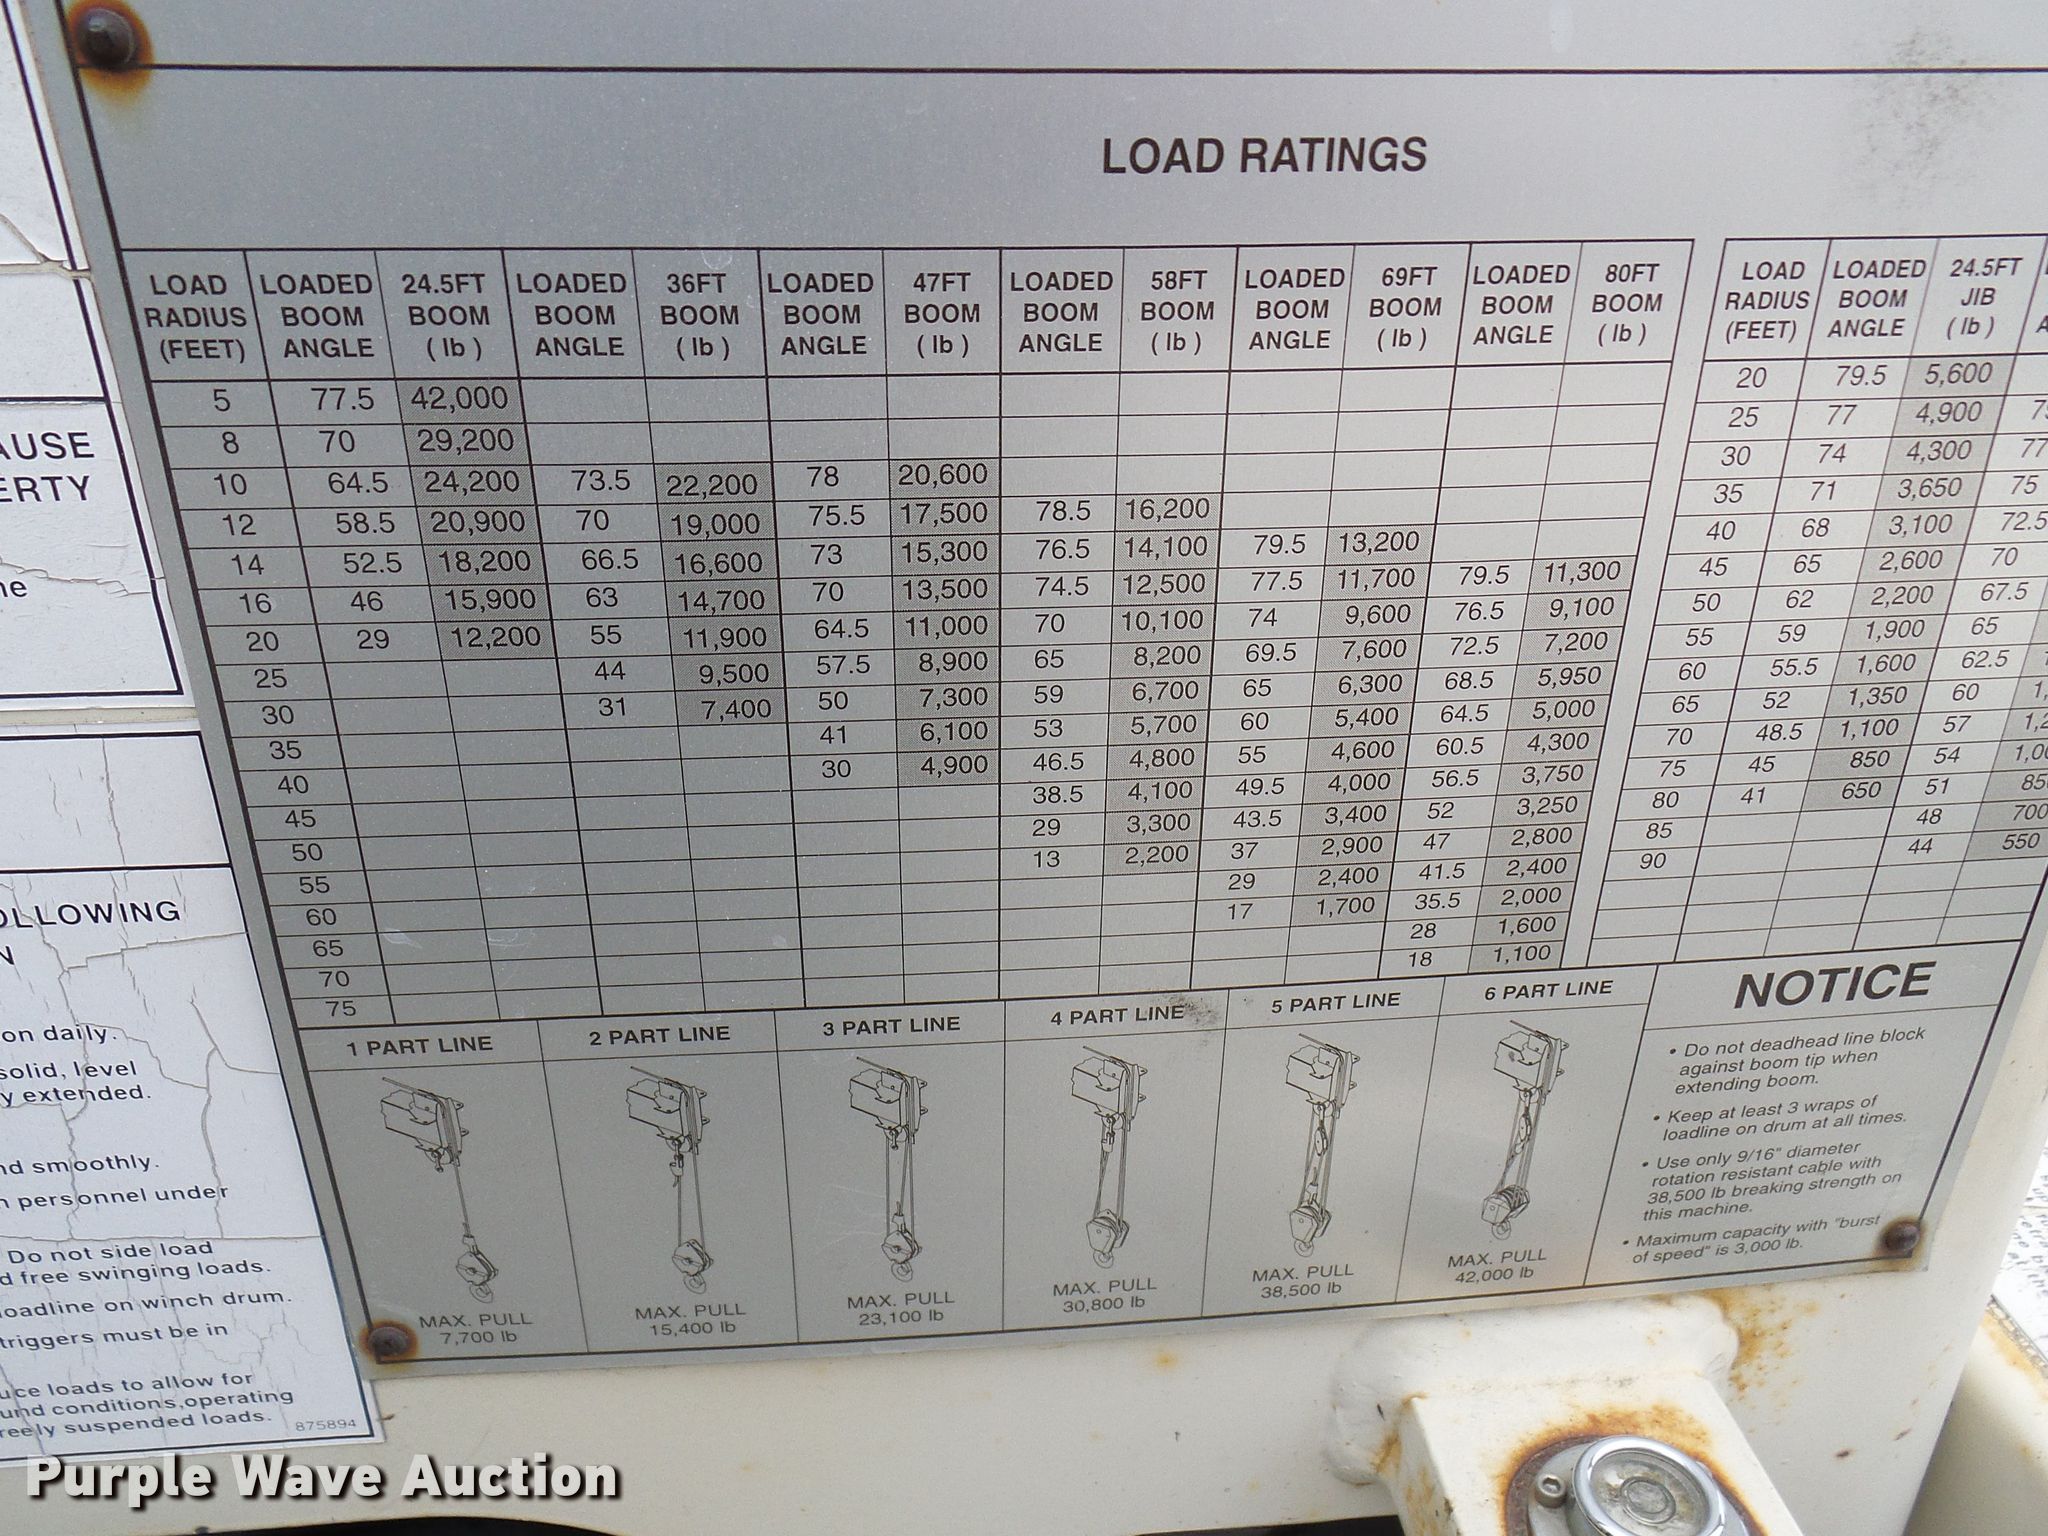 LOAD RATINGS
LOAD RADIUS (FEET) LOADED BOOM ANGLE 24.5FT BOOM (lb) LOADED BOOM ANGLE 36FT BOOM (lb) LOADED BOOM ANGLE 47FT BOOM (lb) LOADED BOOM ANGLE 58FT BOOM (lb) LOADED BOOM ANGLE 69FT BOOM (lb) LOADED BOOM ANGLE 80FT BOOM (lb)
5 77.5 42,000
8 70 29,200
10 64.5 24,200 73.5 22,200 78 20,600
12 58.5 20,900 70 19,000 75.5 17,500 78.5 16,200
14 52.5 18,200 66.5 16,600 73 15,300 76.5 14,100 79.5 13,200
16 46 15,900 63 14,700 70 13,500 74.5 12,500 77.5 11,700 79.5 11,300
20 29 12,200 55 11,900 64.5 11,000 70 10,100 74 9,600 76.5 9,100
25 44 9,500 57.5 8,900 65 8,200 69.5 7,600 72.5 7,200
30 31 7,400 50 7,300 59 6,700 65 6,300 68.5 5,950
35 41 6,100 53 5,700 60 5,400 64.5 5,000
40 30 4,900 46.5 4,800 55 4,600 60.5 4,300
45 38.5 4,100 49.5 4,000 56.5 3,750
50 29 3,300 43.5 3,400 52 3,250
55 13 2,200 37 2,900 47 2,800
60 29 2,400 41.5 2,400
65 17 1,700 35.5 2,000
70 28 1,600
75 18 1,100
LOAD RADIUS (FEET) LOADED BOOM ANGLE 24.5FT JIB (lb)
20 79.5 5,600
25 77 4,900
30 74 4,300 77
35 71 3,650 75
40 68 3,100 72.5
45 65 2,600 70
50 62 2,200 67.5
55 59 1,900 65
60 55.5 1,600 62.5
65 52 1,350 60
70 48.5 1,100 57
75 45 850 54
80 41 650 51 850
85 48 700
90 44 550
1 PART LINE
MAX. PULL
7,700 lb
2 PART LINE
MAX. PULL
15,400 lb
3 PART LINE
MAX. PULL
23,100 lb
4 PART LINE
MAX. PULL
30,800 lb
5 PART LINE
MAX. PULL
38,500 lb
6 PART LINE
MAX. PULL
42,000 lb
NOTICE
• Do not deadhead line block
against boom tip when
extending boom.
• Keep at least 3 wraps of
loadline on drum at all times.
• Use only 9/16" diameter
rotation resistant cable with
38,500 lb breaking strength on
this machine.
• Maximum capacity with "burst
of speed" is 3,000 lb.
AUSE
ERTY
ne
OLLOWING
N
on daily.
solid, level
y extended.
nd smoothly.
n personnel under
Do not side load
d free swinging loads.
loadline on winch drum.
triggers must be in
uce loads to allow for
und conditions,operating
reely suspended loads.
875894
Purple Wave Auction